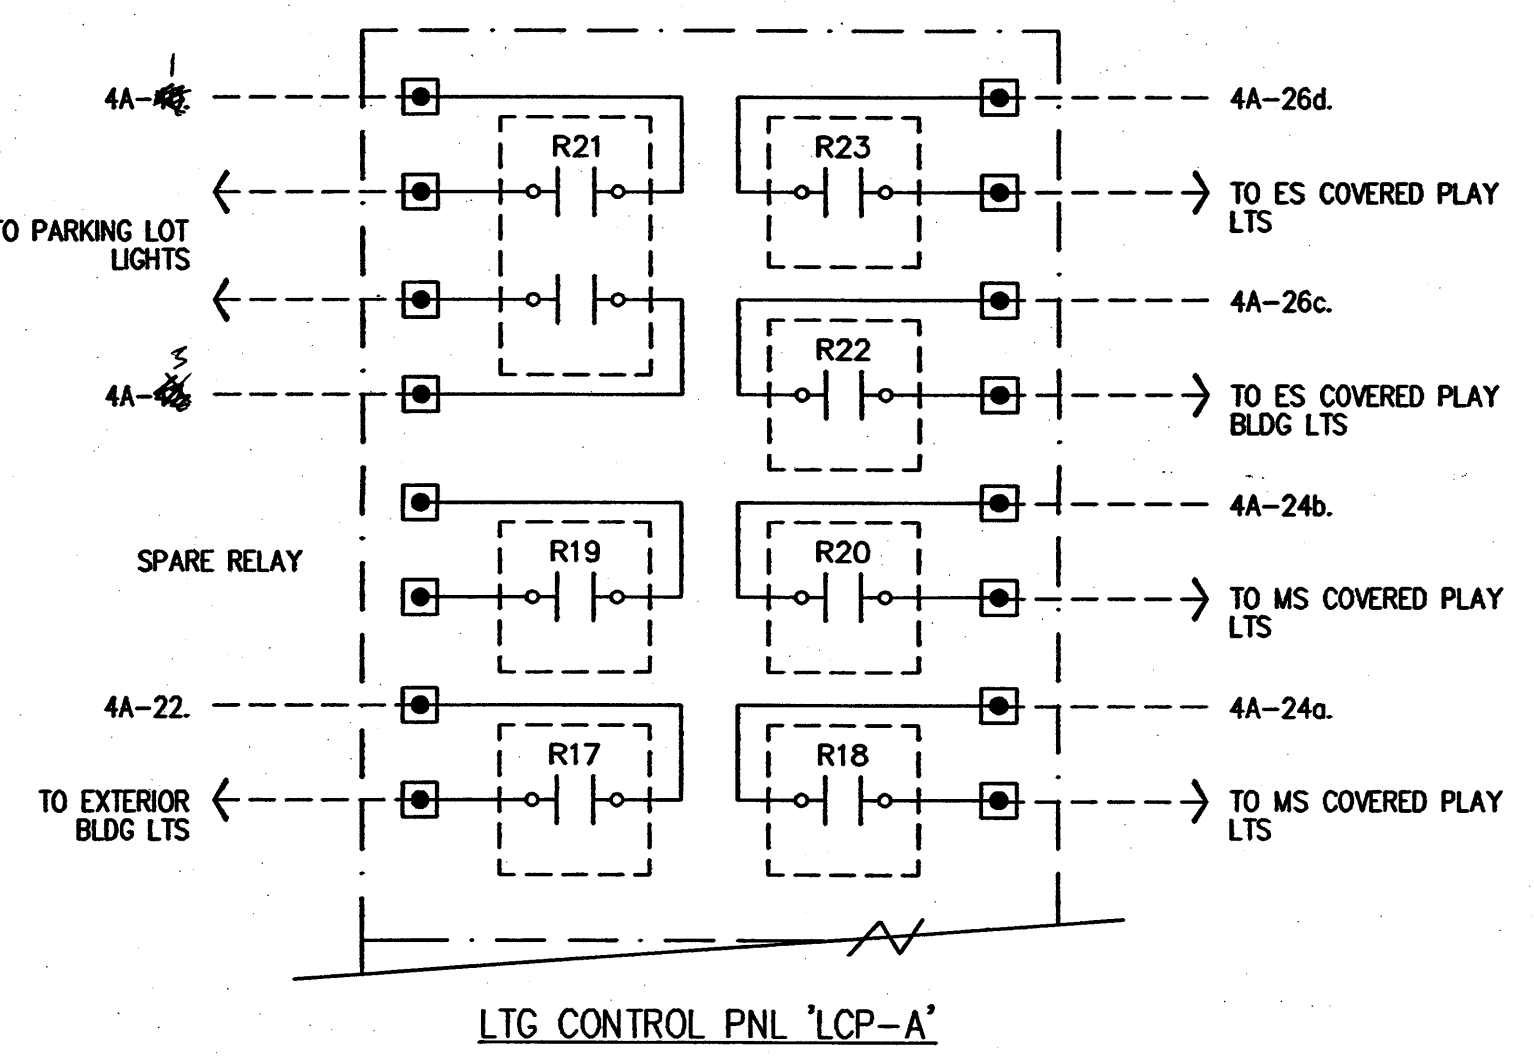 1
4A-
R21
TO PARKING LOT
LIGHTS
3
4A-
SPARE RELAY
R19
4A-22.
R17
TO EXTERIOR
BLDG LTS
4A-26d.
R23
TO ES COVERED PLAY
LTS
4A-26c.
R22
TO ES COVERED PLAY
BLDG LTS
4A-24b.
R20
TO MS COVERED PLAY
LTS
4A-24a.
R18
TO MS COVERED PLAY
LTS
LTG CONTROL PNL 'LCP-A'